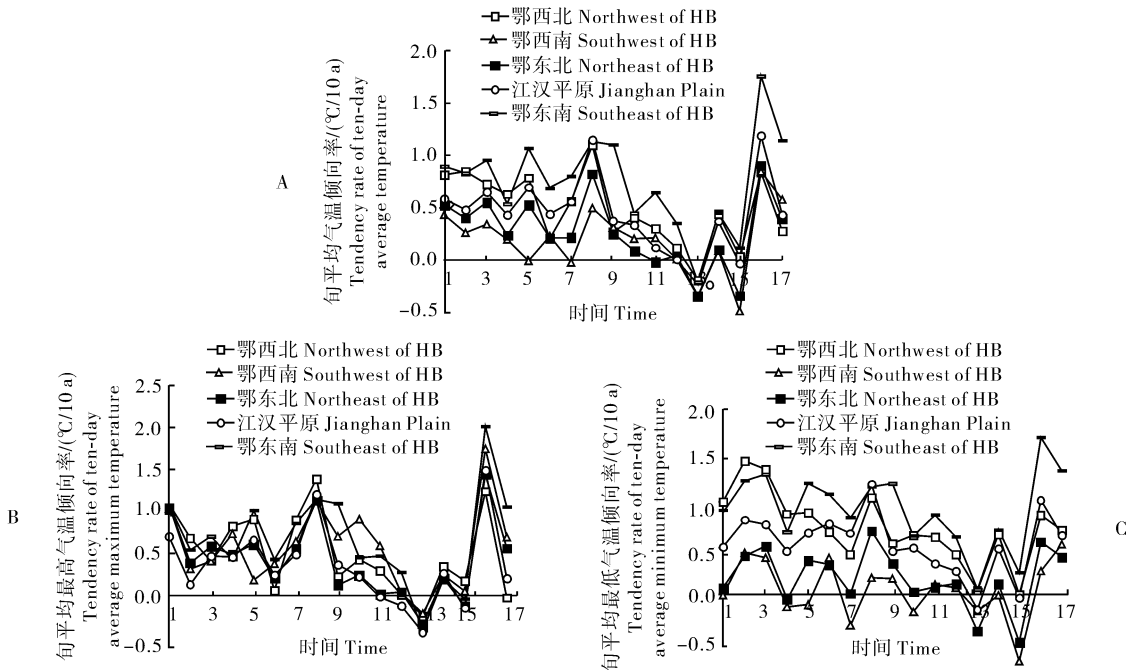 鄂西北 Northwest of HB
鄂西南 Southwest of HB
鄂东北 Northeast of HB
江汉平原 Jianghan Plain
鄂东南 Southeast of HB
A
旬平均气温倾向率/(℃/10 a)
Tendency rate of ten-day
average temperature
2.0
1.5
1.0
0.5
0.0
−0.5
1 3 5 7 9 11 15 17
时间 Time
B
鄂西北 Northwest of HB
鄂西南 Southwest of HB
鄂东北 Northeast of HB
江汉平原 Jianghan Plain
鄂东南 Southeast of HB
旬平均最高气温倾向率/(℃/10 a)
Tendency rate of ten-day
average maximum temperature
2.5
2.0
1.5
1.0
0.5
0.0
−0.5
1 3 5 7 9 11 13 15 17
时间 Time
C
鄂西北 Northwest of HB
鄂西南 Southwest of HB
鄂东北 Northeast of HB
江汉平原 Jianghan Plain
鄂东南 Southeast of HB
旬平均最低气温倾向率/(℃/10 a)
Tendency rate of ten-day
average minimum temperature
2.0
1.5
1.0
0.5
0.0
−0.5
1 3 5 7 9 11 15 17
时间 Time